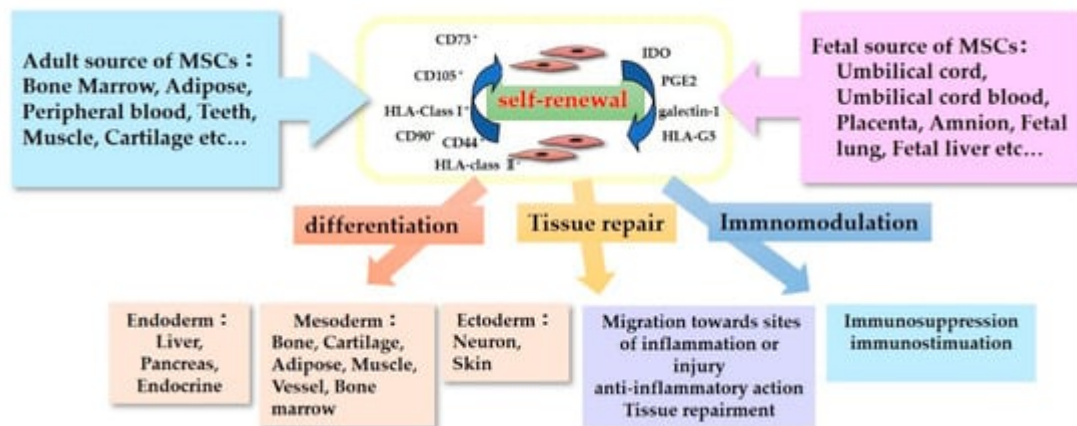 Adult source of MSCs：
Bone Marrow, Adipose,
Peripheral blood, Teeth,
Muscle, Cartilage etc…
CD73⁺
CD105⁺
HLA-Class I⁺
CD90⁺
CD44⁺
HLA-class Ⅱ⁺
self-renewal
IDO
PGE2
galectin-1
HLA-G5
Fetal source of MSCs：
Umbilical cord,
Umbilical cord blood,
Placenta, Amnion, Fetal
lung, Fetal liver etc…
differentiation
Tissue repair
Immnomodulation
Endoderm：
Liver,
Pancreas,
Endocrine
Mesoderm：
Bone, Cartilage,
Adipose, Muscle,
Vessel, Bone
marrow
Ectoderm：
Neuron,
Skin
Migration towards sites
of inflammation or
injury
anti-inflammatory action
Tissue repairment
Immunosuppression
immunostimuation